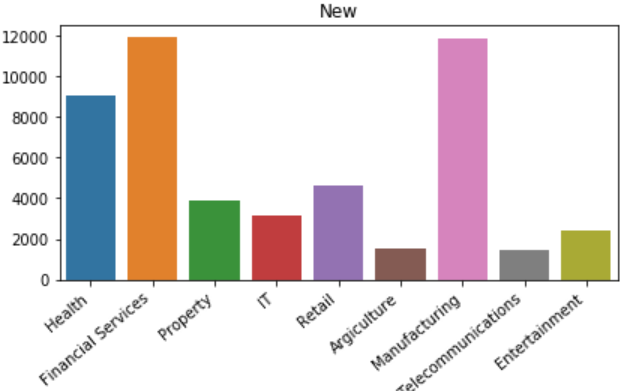 New
12000
10000
8000
6000
4000
2000
0
Health
Financial Services
Property
IT
Retail
Argiculture
Manufacturing
Telecommunications
Entertainment